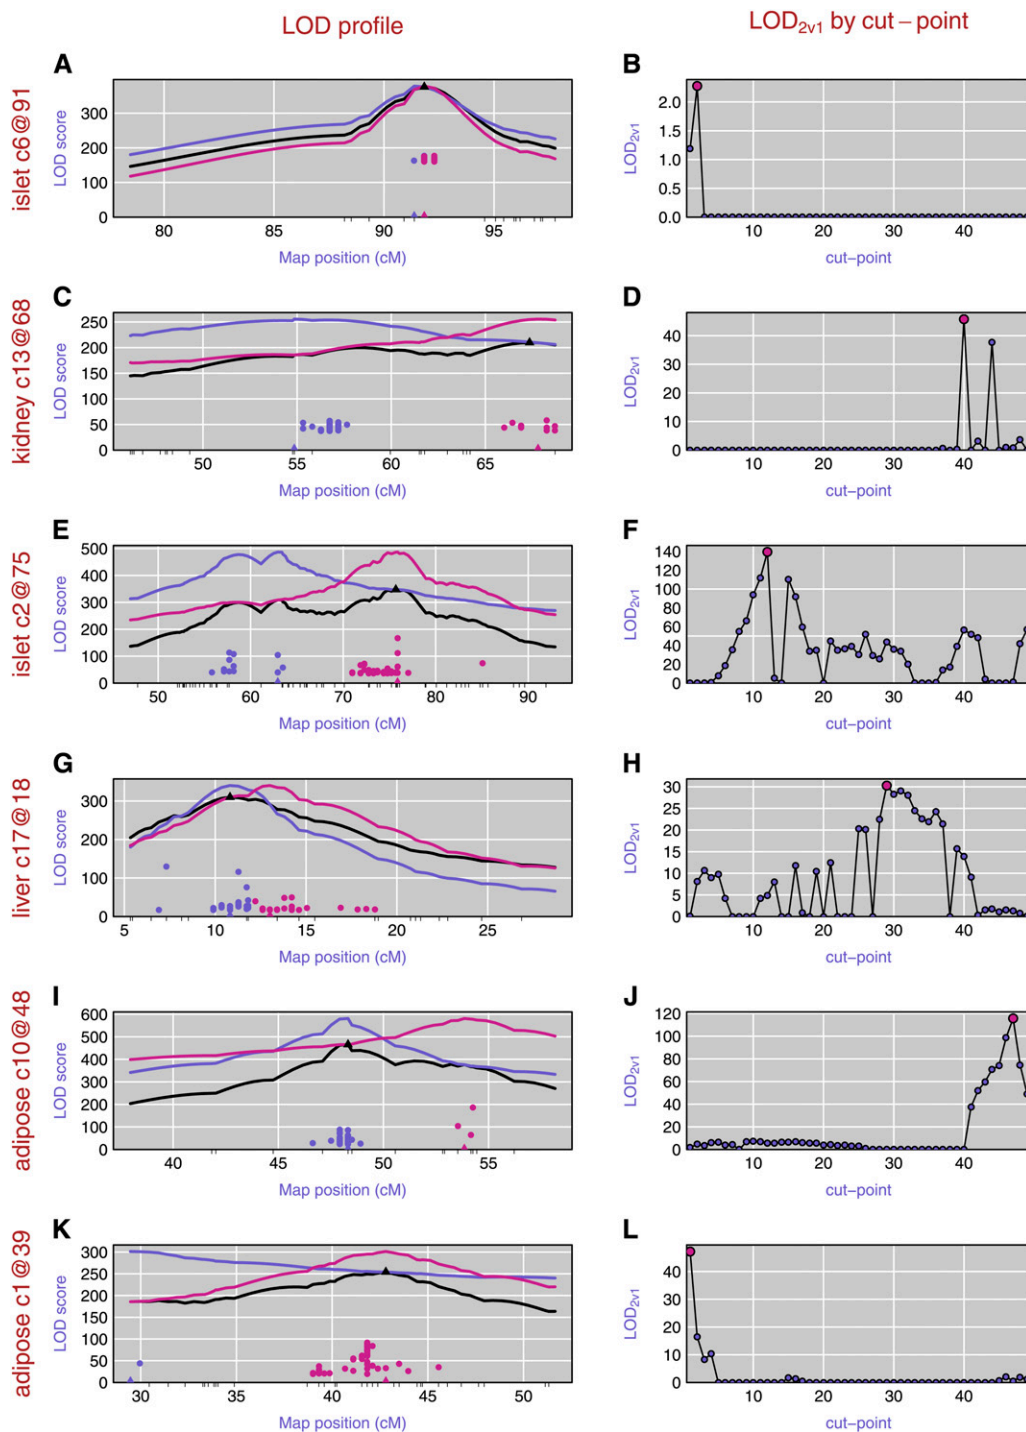 LOD profile
LOD2v1 by cut – point
islet c6@91
A
LOD score
300
200
100
0
80
85
90
95
Map position (cM)
B
LOD2v1
2.0
1.5
1.0
0.5
0.0
10
20
30
40
cut–point
kidney c13@68
C
LOD score
250
200
150
100
50
0
50
55
60
65
Map position (cM)
D
LOD2v1
40
30
20
10
0
10
20
30
40
cut–point
islet c2@75
E
LOD score
500
400
300
200
100
0
50
60
70
80
90
Map position (cM)
F
LOD2v1
140
120
100
80
60
40
20
0
10
20
30
40
cut–point
liver c17@18
G
LOD score
300
200
100
0
5
10
15
20
25
Map position (cM)
H
LOD2v1
30
25
20
15
10
5
0
10
20
30
40
cut–point
adipose c10@48
I
LOD score
600
500
400
300
200
100
0
40
45
50
55
Map position (cM)
J
LOD2v1
120
100
80
60
40
20
0
10
20
30
40
cut–point
adipose c1@39
K
LOD score
300
250
200
150
100
50
0
30
35
40
45
50
Map position (cM)
L
LOD2v1
40
30
20
10
0
10
20
30
40
cut–point